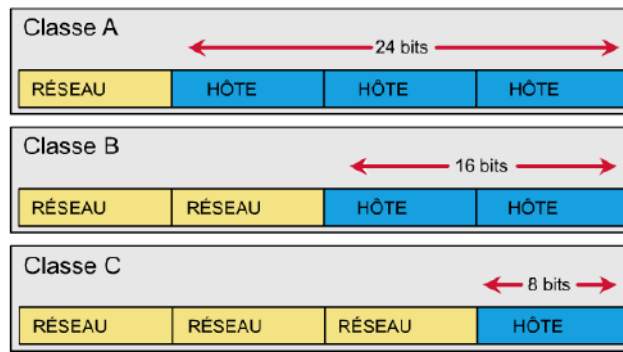 Classe A
24 bits
RÉSEAU HÔTE HÔTE HÔTE
Classe B
16 bits
RÉSEAU RÉSEAU HÔTE HÔTE
Classe C
8 bits
RÉSEAU RÉSEAU RÉSEAU HÔTE